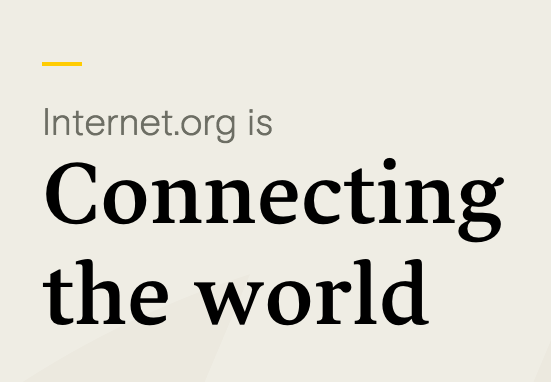 Internet.org is
Connecting
the world